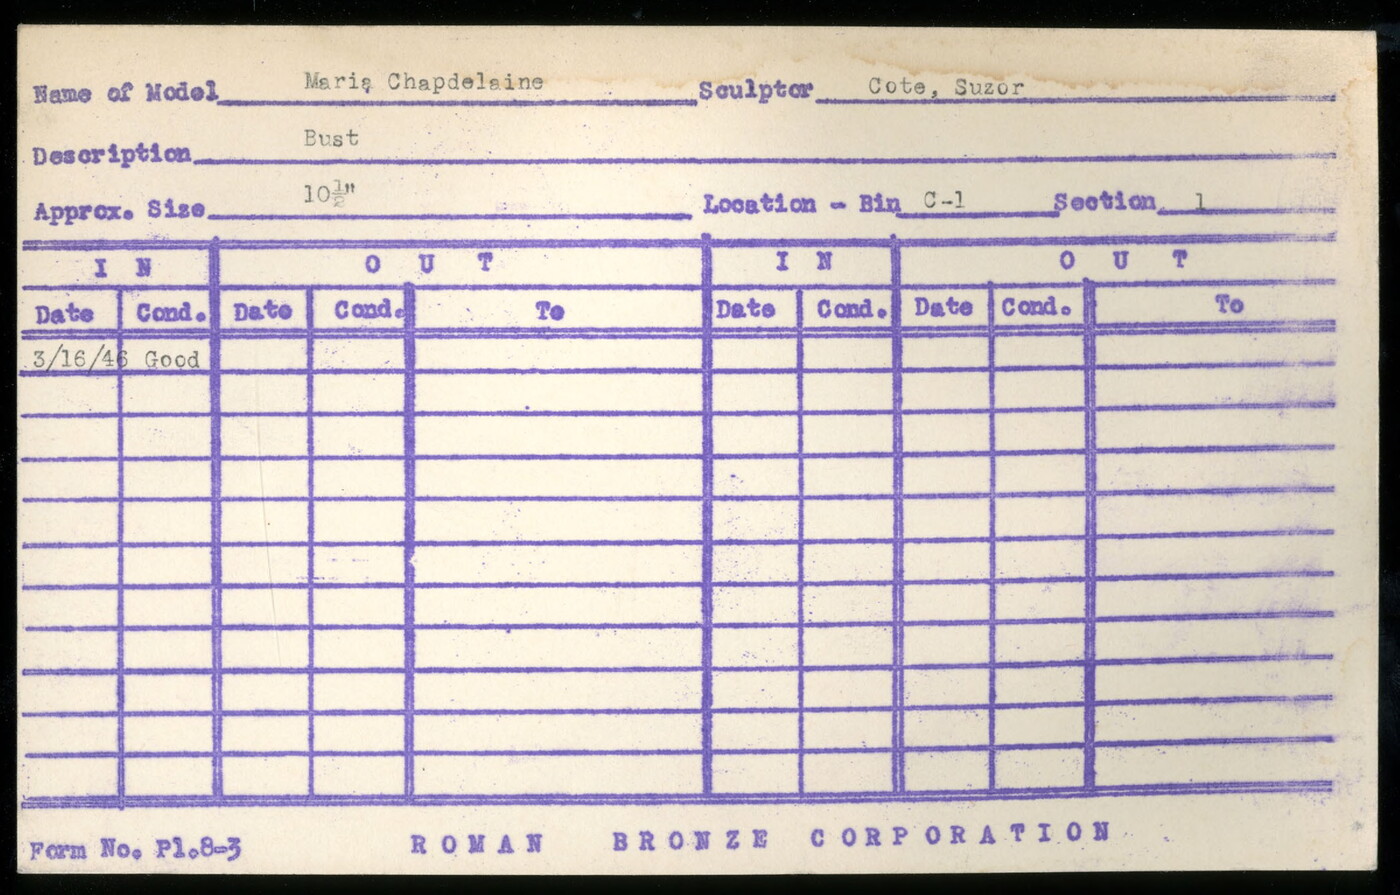 Name of Model Maria Chapdelaine Sculptor Cote, Suzor
Description Bust
Approx. Size 10½" Location - Bin C-1 Section 1
IN OUT IN OUT
Date Cond. Date Cond. To Date Cond. Date Cond. To
3/16/46 Good
Form No. Pl.8-3 ROMAN BRONZE CORPORATION